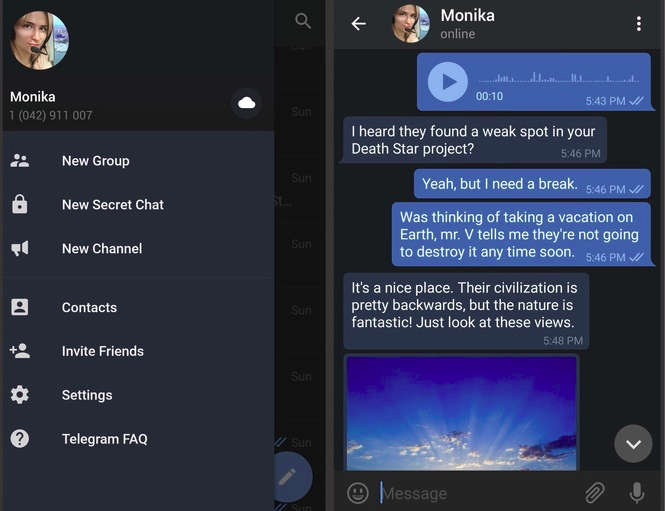 Monika
1 (042) 911 007
New Group
New Secret Chat
New Channel
Contacts
Invite Friends
Settings
Telegram FAQ
Sun
Sun
St...
Sun
Sun
Sun
Sun
Sun
Monika
online
00:10
5:43 PM
I heard they found a weak spot in your
Death Star project?
5:46 PM
Yeah, but I need a break.
5:46 PM
Was thinking of taking a vacation on
Earth, mr. V tells me they're not going
to destroy it any time soon.
5:46 PM
It's a nice place. Their civilization is
pretty backwards, but the nature is
fantastic! Just look at these views.
5:48 PM
Message